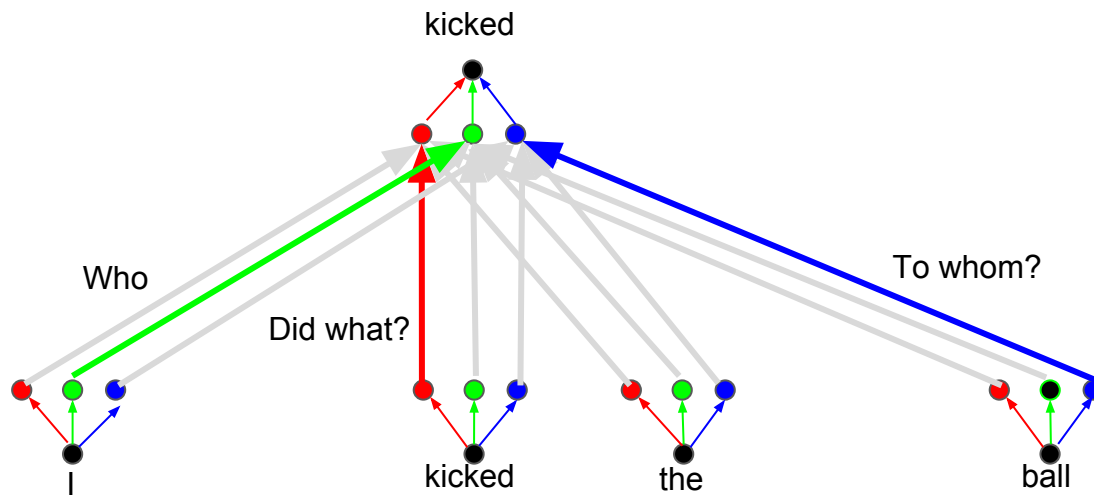 kicked
Who
To whom?
Did what?
I
kicked
the
ball